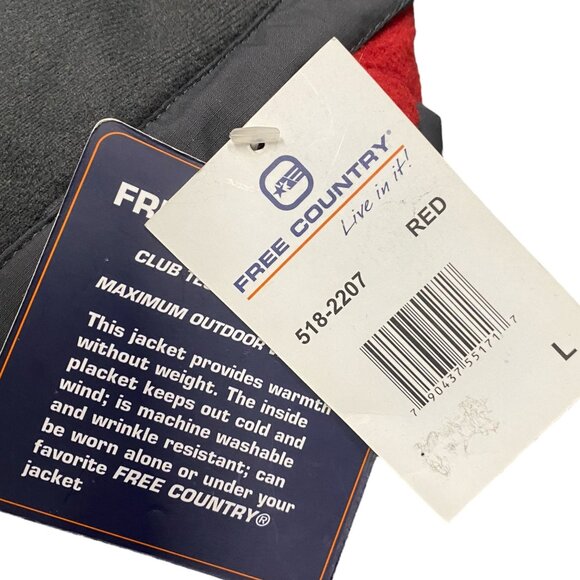 FREE COUNTRY®
Live in it!
518-2207
RED
7 90437 55171 7
L
CLUB
MAXIMUM OUTDOOR
This jacket provides warmth
without weight. The inside
placket keeps out cold and
wind; is machine washable
and wrinkle resistant; can
be worn alone or under your
favorite FREE COUNTRY®
jacket